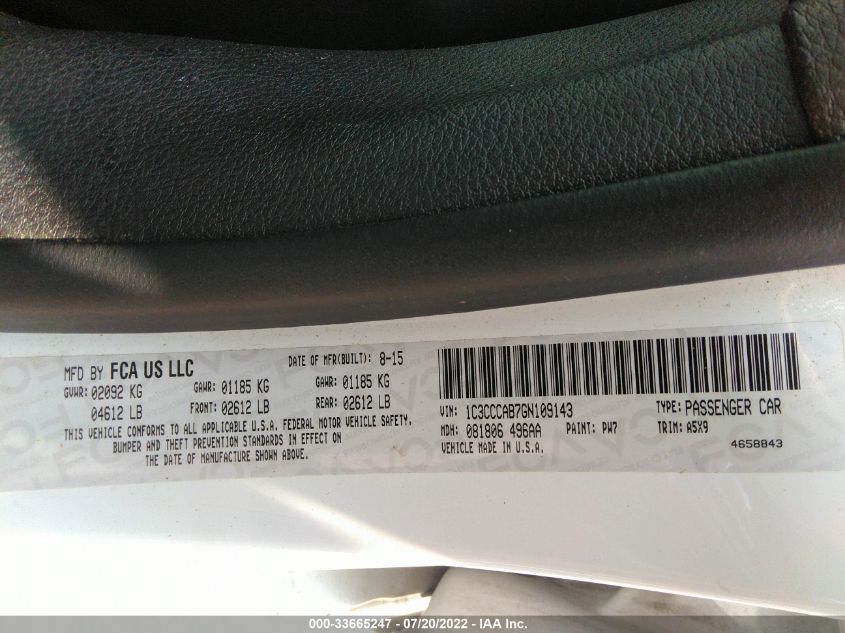 MFD BY FCA US LLC
DATE OF MFR(BUILT): 8-15
GVWR: 02092 KG
GAWR: 01185 KG
GAWR: 01185 KG
04612 LB
FRONT: 02612 LB
REAR: 02612 LB
THIS VEHICLE CONFORMS TO ALL APPLICABLE U.S.A. FEDERAL MOTOR VEHICLE SAFETY,
BUMPER AND THEFT PREVENTION STANDARDS IN EFFECT ON
THE DATE OF MANUFACTURE SHOWN ABOVE.
VIN: 1C3CCCAB7GN109143
TYPE: PASSENGER CAR
MDH: 081806 496AA
PAINT: PW7
TRIM: A5X9
VEHICLE MADE IN U.S.A.
4658843
000-33665247 - 07/20/2022 - IAA Inc.